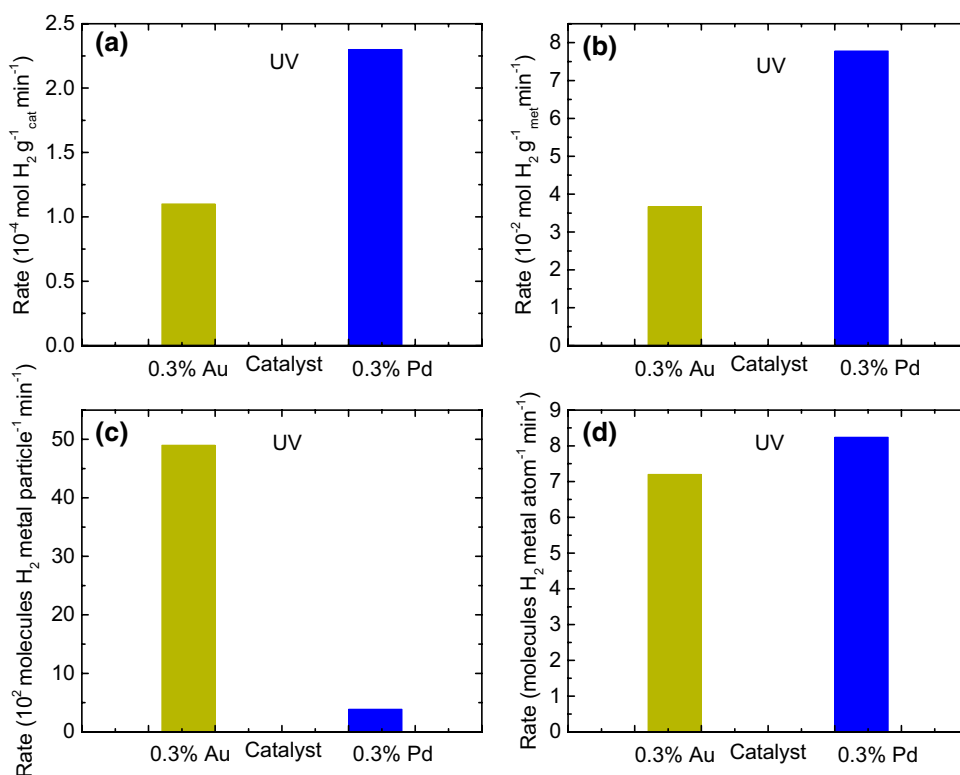 (a)
UV
Rate (10⁻⁴ mol H₂ g⁻¹cat min⁻¹)
2.5
2.0
1.5
1.0
0.5
0.0
0.3% Au
Catalyst
0.3% Pd
(b)
UV
Rate (10⁻² mol H₂ g⁻¹met min⁻¹)
8
7
6
5
4
3
2
1
0
0.3% Au
Catalyst
0.3% Pd
(c)
UV
Rate (10² molecules H₂ metal particle⁻¹ min⁻¹)
50
40
30
20
10
0
0.3% Au
Catalyst
0.3% Pd
(d)
UV
Rate (molecules H₂ metal atom⁻¹ min⁻¹)
9
8
7
6
5
4
3
2
1
0
0.3% Au
Catalyst
0.3% Pd